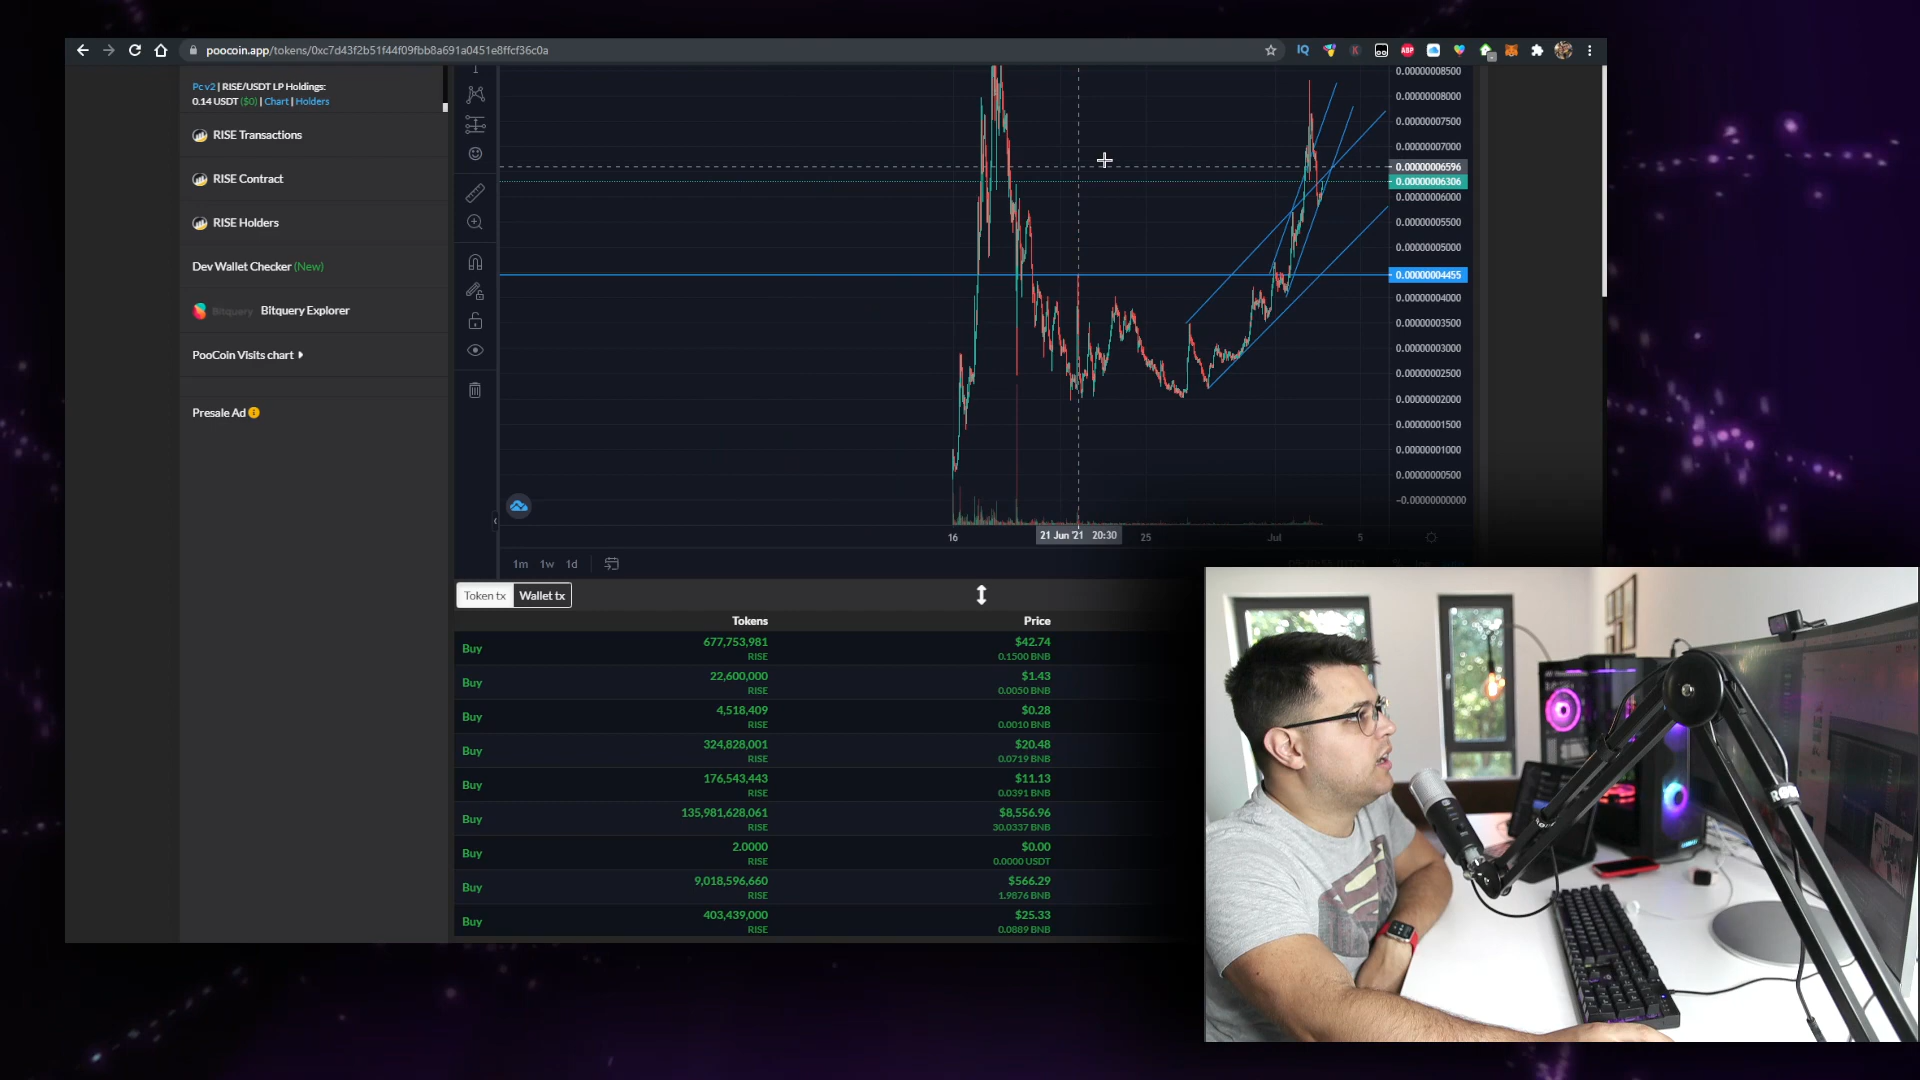 poocoin.app/tokens/0xc7d43f2b51f44f09fbb8a691a0451e8ffcf36c0a
IQ
K
ABP
Pc v2 | RISE/USDT LP Holdings:
0.14 USDT ($0) | Chart | Holders
RISE Transactions
RISE Contract
RISE Holders
Dev Wallet Checker (New)
Bitquery Bitquery Explorer
PooCoin Visits chart
Presale Ad
0.00000008500
0.00000008000
0.00000007500
0.00000007000
0.00000006596
0.00000006306
0.00000006000
0.00000005500
0.00000005000
0.00000004455
0.00000004000
0.00000003500
0.00000003000
0.00000002500
0.00000002000
0.00000001500
0.00000001000
0.00000000500
-0.00000000000
16
21 Jun '21 20:30
25
Jul
5
1m 1w 1d
Token tx Wallet tx
Tokens Price
Buy 677,753,981 $42.74
RISE 0.1500 BNB
Buy 22,600,000 $1.43
RISE 0.0050 BNB
Buy 4,518,409 $0.28
RISE 0.0010 BNB
Buy 324,828,001 $20.48
RISE 0.0719 BNB
Buy 176,543,443 $11.13
RISE 0.0391 BNB
Buy 135,981,628,061 $8,556.96
RISE 30.0337 BNB
Buy 2.0000 $0.00
RISE 0.0000 USDT
Buy 9,018,596,660 $566.29
RISE 1.9876 BNB
Buy 403,439,000 $25.33
RISE 0.0889 BNB